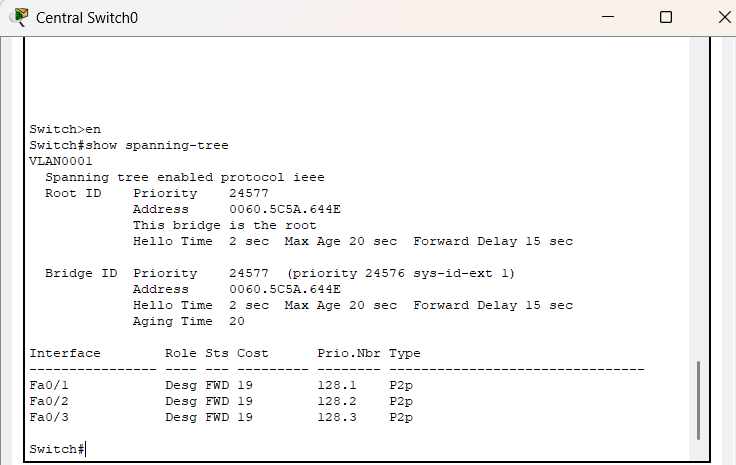 Central Switch0
Switch>en
Switch#show spanning-tree
VLAN0001
  Spanning tree enabled protocol ieee
  Root ID    Priority    24577
             Address     0060.5C5A.644E
             This bridge is the root
             Hello Time  2 sec  Max Age 20 sec  Forward Delay 15 sec

  Bridge ID  Priority    24577  (priority 24576 sys-id-ext 1)
             Address     0060.5C5A.644E
             Hello Time  2 sec  Max Age 20 sec  Forward Delay 15 sec
             Aging Time  20

Interface        Role Sts Cost      Prio.Nbr Type
---------------- ---- --- --------- -------- --------------------------------
Fa0/1            Desg FWD 19        128.1    P2p
Fa0/2            Desg FWD 19        128.2    P2p
Fa0/3            Desg FWD 19        128.3    P2p

Switch#